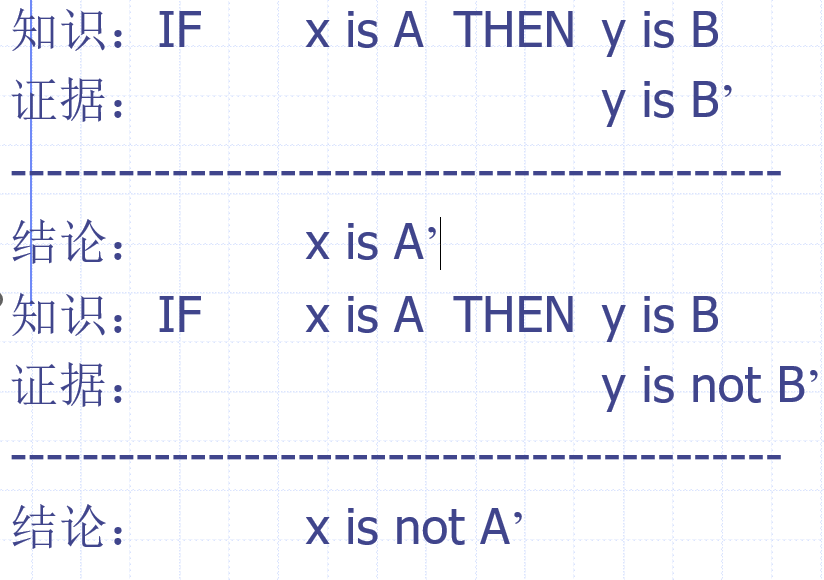 知识：IF x is A THEN y is B
证据： y is B’
-------------------------------------------
结论： x is A’
知识：IF x is A THEN y is B
证据： y is not B’
-------------------------------------------
结论： x is not A’